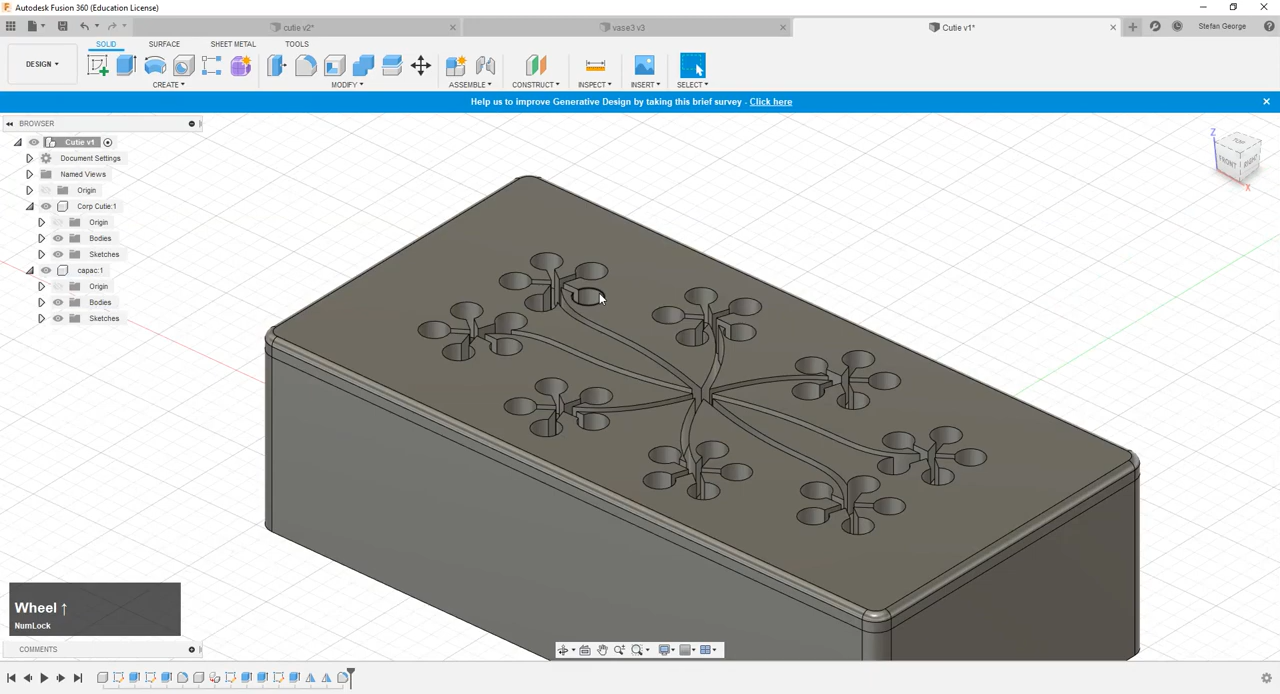 Autodesk Fusion 360 (Education License)
cutie v2*
vase3 v3
Cutie v1*
Stefan George
SOLID
SURFACE
SHEET METAL
TOOLS
DESIGN
CREATE
MODIFY
ASSEMBLE
CONSTRUCT
INSPECT
INSERT
SELECT
Help us to improve Generative Design by taking this brief survey - Click here
BROWSER
Cutie v1
Document Settings
Named Views
Origin
Corp Cutie:1
Origin
Bodies
Sketches
capac:1
Origin
Bodies
Sketches
Z
TOP
FRONT
RIGHT
X
Wheel ↑
NumLock
COMMENTS